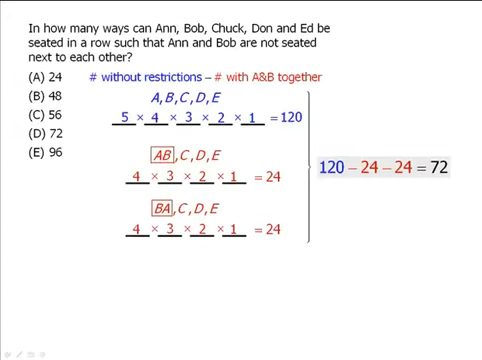 In how many ways can Ann, Bob, Chuck, Don and Ed be
seated in a row such that Ann and Bob are not seated
next to each other?
(A) 24 # without restrictions – # with A&B together
(B) 48 A,B,C,D,E
(C) 56 5 × 4 × 3 × 2 × 1 = 120
(D) 72
(E) 96
AB,C,D,E
4 × 3 × 2 × 1 = 24
120 – 24 – 24 = 72
BA,C,D,E
4 × 3 × 2 × 1 = 24